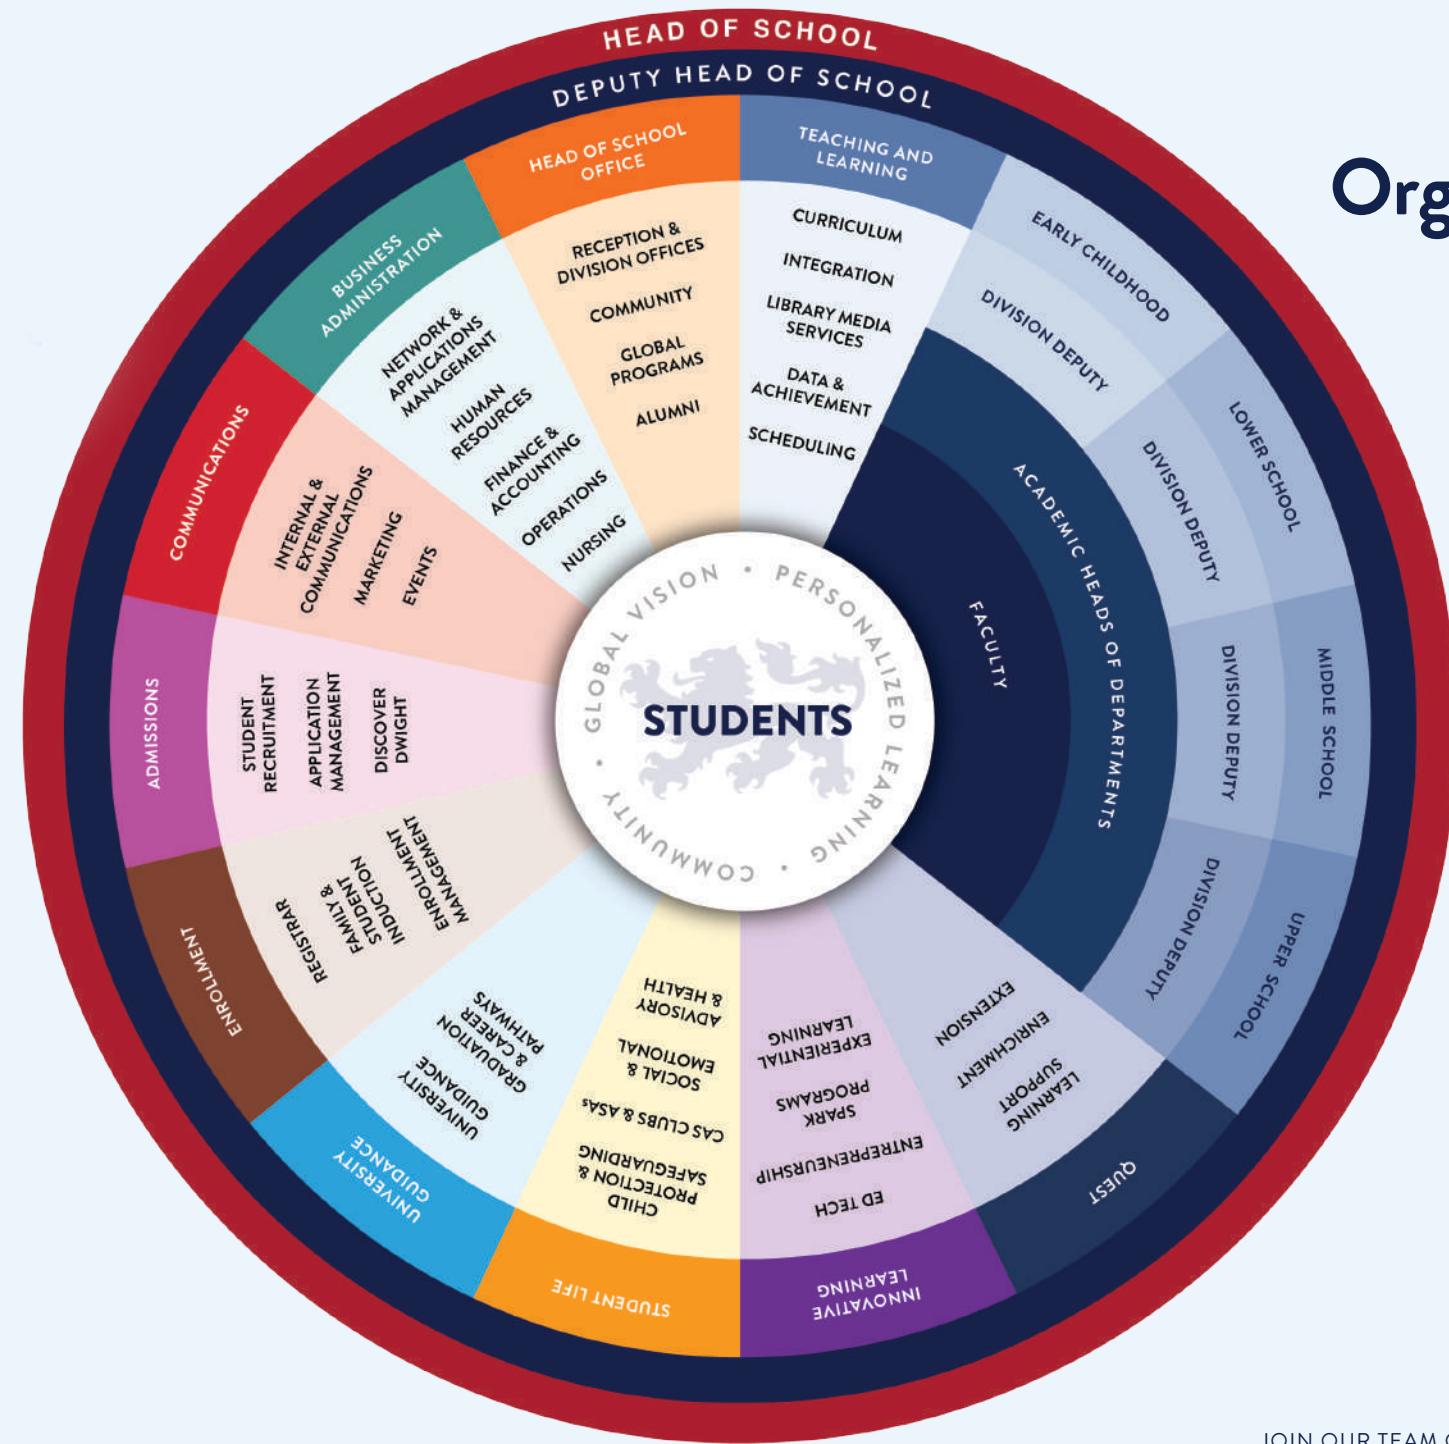 HEAD OF SCHOOL
DEPUTY HEAD OF SCHOOL
HEAD OF SCHOOL
OFFICE
RECEPTION &
DIVISION OFFICES
COMMUNITY
GLOBAL
PROGRAMS
ALUMNI
TEACHING AND
LEARNING
CURRICULUM
INTEGRATION
LIBRARY MEDIA
SERVICES
DATA &
ACHIEVEMENT
SCHEDULING
EARLY CHILDHOOD
DIVISION DEPUTY
LOWER SCHOOL
DIVISION DEPUTY
MIDDLE SCHOOL
DIVISION DEPUTY
UPPER SCHOOL
DIVISION DEPUTY
ACADEMIC HEADS OF DEPARTMENTS
FACULTY
QUEST
LEARNING
SUPPORT
ENRICHMENT
EXTENSION
INNOVATIVE
LEARNING
ED TECH
ENTREPRENEURSHIP
SPARK
PROGRAMS
EXPERIENTIAL
LEARNING
STUDENT LIFE
CHILD
PROTECTION &
SAFEGUARDING
CAS CLUBS & ASAs
SOCIAL &
EMOTIONAL
ADVISORY
& HEALTH
UNIVERSITY
GUIDANCE
UNIVERSITY
GUIDANCE
GRADUATION
& CAREER
PATHWAYS
ENROLLMENT
REGISTRAR
FAMILY &
STUDENT
INDUCTION
ENROLLMENT
MANAGEMENT
ADMISSIONS
STUDENT
RECRUITMENT
APPLICATION
MANAGEMENT
DISCOVER
DWIGHT
COMMUNICATIONS
INTERNAL &
EXTERNAL
COMMUNICATIONS
MARKETING
EVENTS
BUSINESS
ADMINISTRATION
NETWORK &
APPLICATIONS
MANAGEMENT
HUMAN
RESOURCES
FINANCE &
ACCOUNTING
OPERATIONS
NURSING
GLOBAL VISION • PERSONALIZED LEARNING • COMMUNITY •
STUDENTS
Org
JOIN OUR TEAM